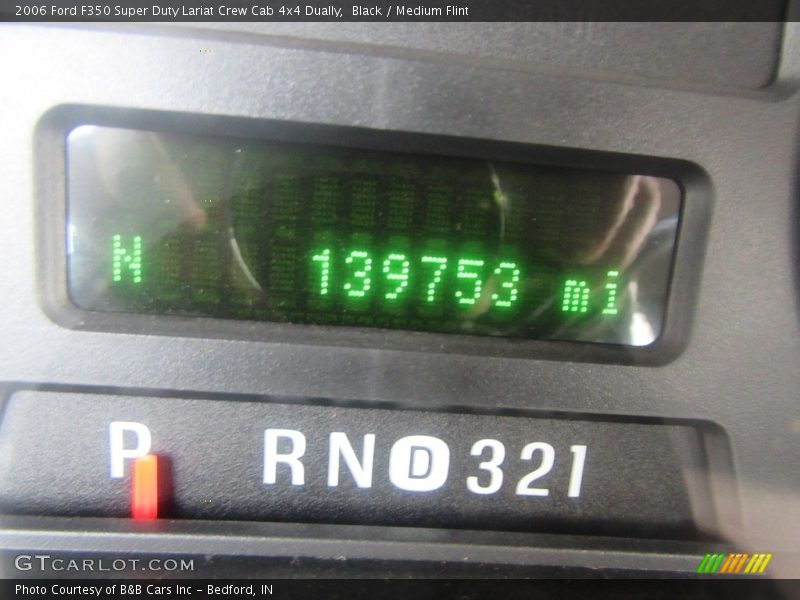 2006 Ford F350 Super Duty Lariat Crew Cab 4x4 Dually, Black / Medium Flint
N 139753 mi
P RND321
GTCARLOT.COM
Photo Courtesy of B&B Cars Inc - Bedford, IN